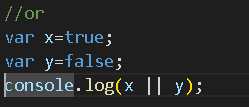 //or
var x=true;
var y=false;
console.log(x || y);